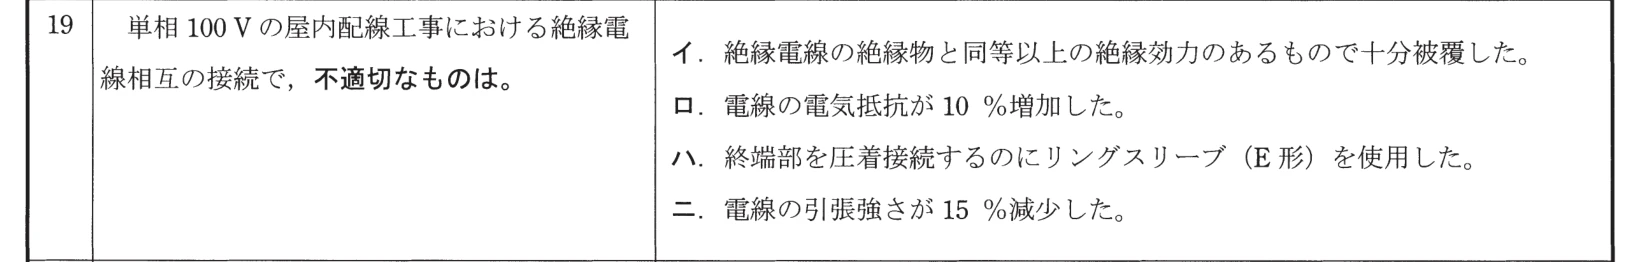 19
単相 100 V の屋内配線工事における絶縁電
線相互の接続で，不適切なものは。
イ．絶縁電線の絶縁物と同等以上の絶縁効力のあるもので十分被覆した。
ロ．電線の電気抵抗が 10 ％増加した。
ハ．終端部を圧着接続するのにリングスリーブ（E 形）を使用した。
ニ．電線の引張強さが 15 ％減少した。